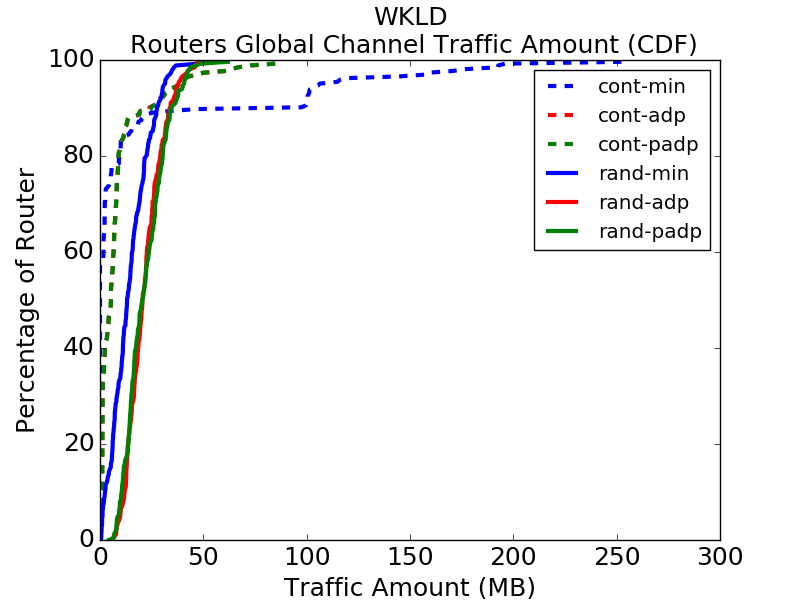 WKLD
Routers Global Channel Traffic Amount (CDF)
100
80
60
40
20
0
Percentage of Router
cont-min
cont-adp
cont-padp
rand-min
rand-adp
rand-padp
0 50 100 150 200 250 300
Traffic Amount (MB)